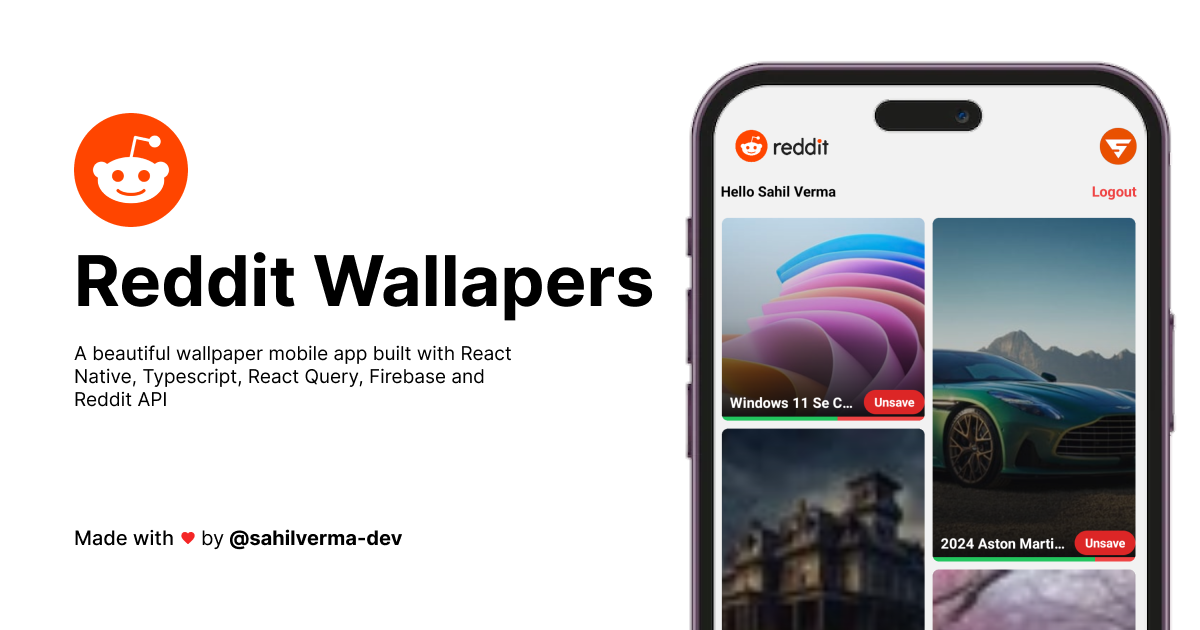 Reddit Wallapers
A beautiful wallpaper mobile app built with React
Native, Typescript, React Query, Firebase and
Reddit API
Made with by @sahilverma-dev
reddit
Hello Sahil Verma
Logout
Windows 11 Se C...
Unsave
2024 Aston Marti...
Unsave